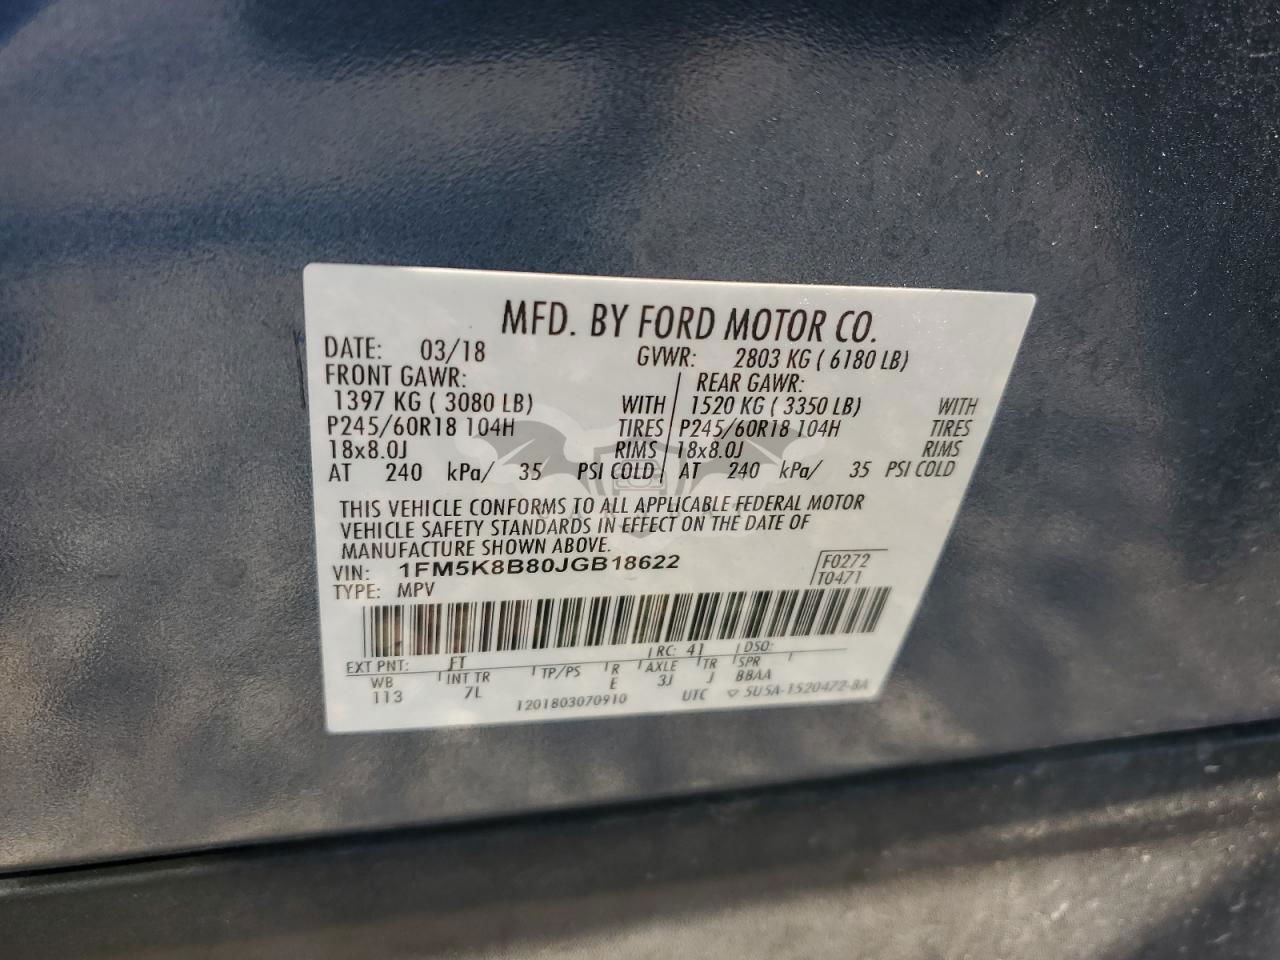 MFD. BY FORD MOTOR CO.
DATE: 03/18 GVWR: 2803 KG ( 6180 LB)
FRONT GAWR: REAR GAWR:
1397 KG ( 3080 LB) WITH 1520 KG ( 3350 LB) WITH
P245/60R18 104H TIRES P245/60R18 104H TIRES
18x8.0J RIMS 18x8.0J RIMS
AT 240 kPa/ 35 PSI COLD AT 240 kPa/ 35 PSI COLD
THIS VEHICLE CONFORMS TO ALL APPLICABLE FEDERAL MOTOR
VEHICLE SAFETY STANDARDS IN EFFECT ON THE DATE OF
MANUFACTURE SHOWN ABOVE.
VIN: 1FM5K8B80JGB18622 F0272
TYPE: MPV T0471
EXT PNT: FT RC: 41 DSO:
WB INT TR TP/PS R AXLE TR SPR
113 7L E 3J J BBAA
1201803070910 UTC 5U5A-1520472-BA